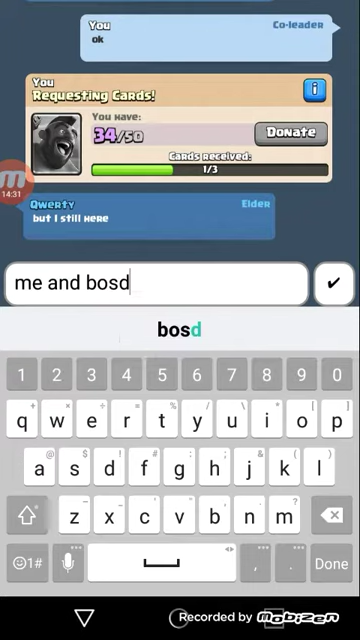 You Co-leader
ok
You
Requesting Cards!
i
You have:
34/50
Donate
Cards received:
1/3
M
14:31
Qwerty Elder
but I still HERE
me and bosd
✔
bosd
1 2 3 4 5 6 7 8 9 0
+ × ÷ = % / \ * [ ]
q w e r t y u i o p
@ $ ! # : ; & ( )
a s d f g h j k l
- ' " ?
z x c v b n m
☺1# , . Done
Recorded by Mobizen